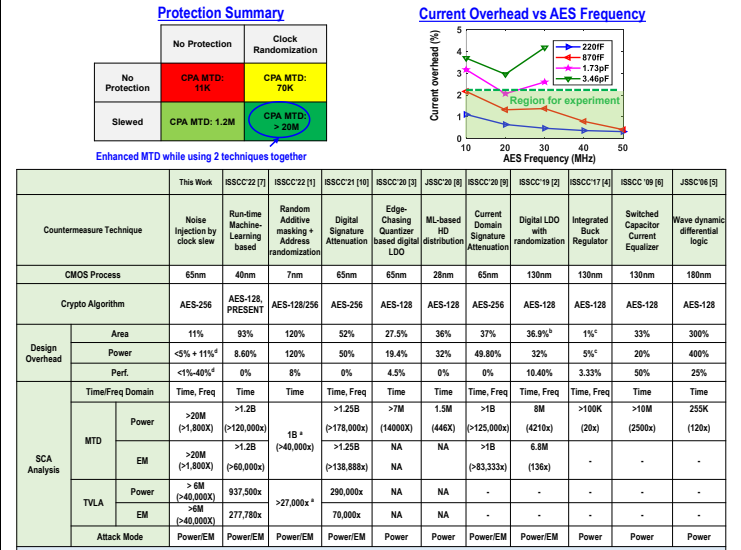 Protection Summary
No Protection
Clock
Randomization
No
Protection
CPA MTD:
11K
CPA MTD:
70K
Slewed
CPA MTD: 1.2M
CPA MTD:
> 20M
Enhanced MTD while using 2 techniques together
Current Overhead vs AES Frequency
Current overhead (%)
5
4
3
2
1
0
220fF
870fF
1.73pF
3.46pF
Region for experiment
10 20 30 40 50
AES Frequency (MHz)
This Work ISSCC'22 [7] ISSCC'22 [1] ISSCC'21 [10] ISSCC'20 [3] JSSC'20 [8] ISSCC'20 [9] ISSCC'19 [2] ISSCC'17 [4] ISSCC '09 [6] JSSC'06 [5]
Countermeasure Technique
Noise
Injection by
clock slew
Run-time
Machine-
Learning
based
Random
Additive
masking +
Address
randomization
Digital
Signature
Attenuation
Edge-
Chasing
Quantizer
based digital
LDO
ML-based
HD
distribution
Current
Domain
Signature
Attenuation
Digital LDO
with
randomization
Integrated
Buck
Regulator
Switched
Capacitor
Current
Equalizer
Wave dynamic
differential
logic
CMOS Process 65nm 40nm 7nm 65nm 65nm 28nm 65nm 130nm 130nm 130nm 180nm
Crypto Algorithm AES-256 AES-128, PRESENT AES-128/256 AES-256 AES-128 AES-128 AES-256 AES-128 AES-128 AES-128 AES-128
Design
Overhead
Area 11% 93% 120% 52% 27.5% 36% 37% 36.9%b 1%c 33% 300%
Power <5% + 11%d 8.60% 120% 50% 19.4% 32% 49.80% 32% 5%c 20% 400%
Perf. <1%-40%d 0% 8% 0% 4.5% 0% 0% 10.40% 3.33% 50% 25%
SCA
Analysis
Time/Freq Domain Time, Freq Time Time Time, Freq Time Time Time, Freq Time, Freq Time, Freq Time Time
MTD
Power
>20M
(>1,800X)
>1.2B
(>120,000x)
1B a
(>40,000x)
>1.25B
(>178,000x)
>7M
(14000X)
1.5M
(446X)
>1B
(>125,000x)
8M
(4210x)
>100K
(20x)
>10M
(2500x)
255K
(120x)
EM
>20M
(>1,800X)
>1.2B
(>60,000x)
>1.25B
(>138,888x)
NA
NA
NA
>1B
(>83,333x)
6.8M
(136x)
- - -
TVLA
Power
> 6M
(>40,000X)
937,500x
>27,000x a
290,000x
NA NA - - - - -
EM
>6M
(>40,000X)
277,780x
70,000x
NA NA - - - - -
Attack Mode Power/EM Power/EM Power/EM Power/EM Power Power Power/EM Power/EM Power Power Power